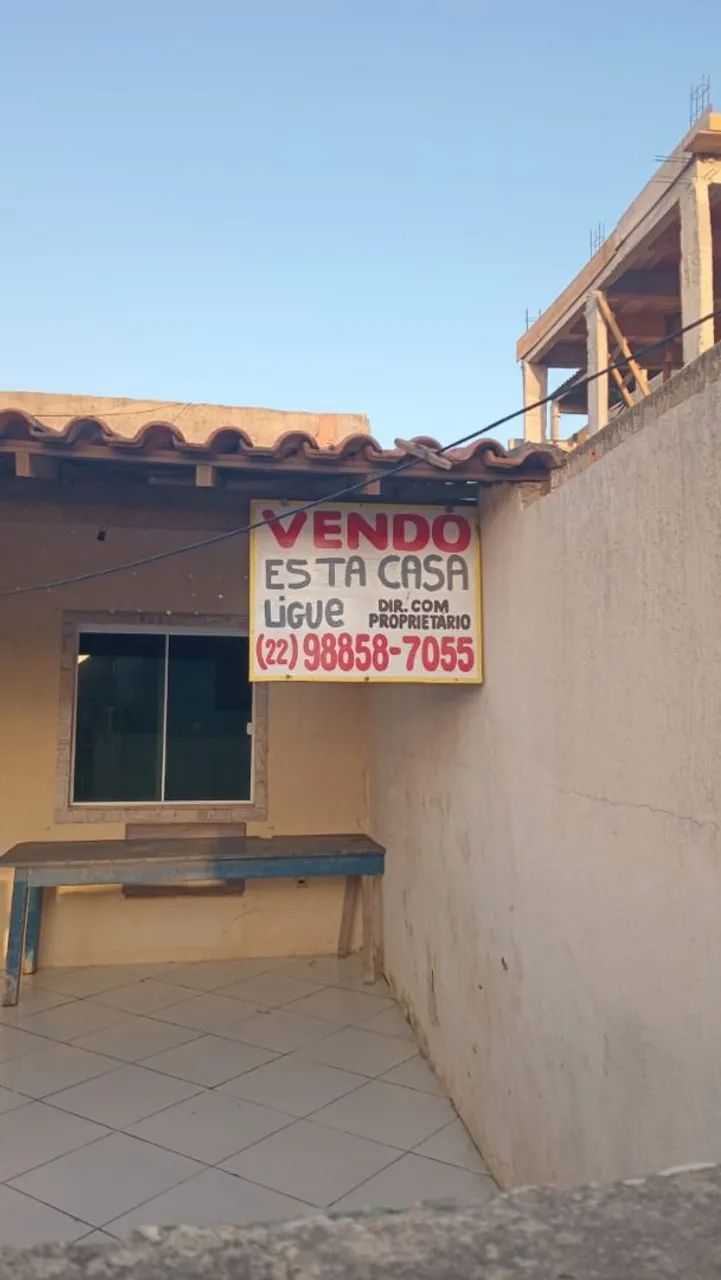 VENDO
ESTA CASA
LIGUE DIR. COM PROPRIETARIO
(22) 98858-7055